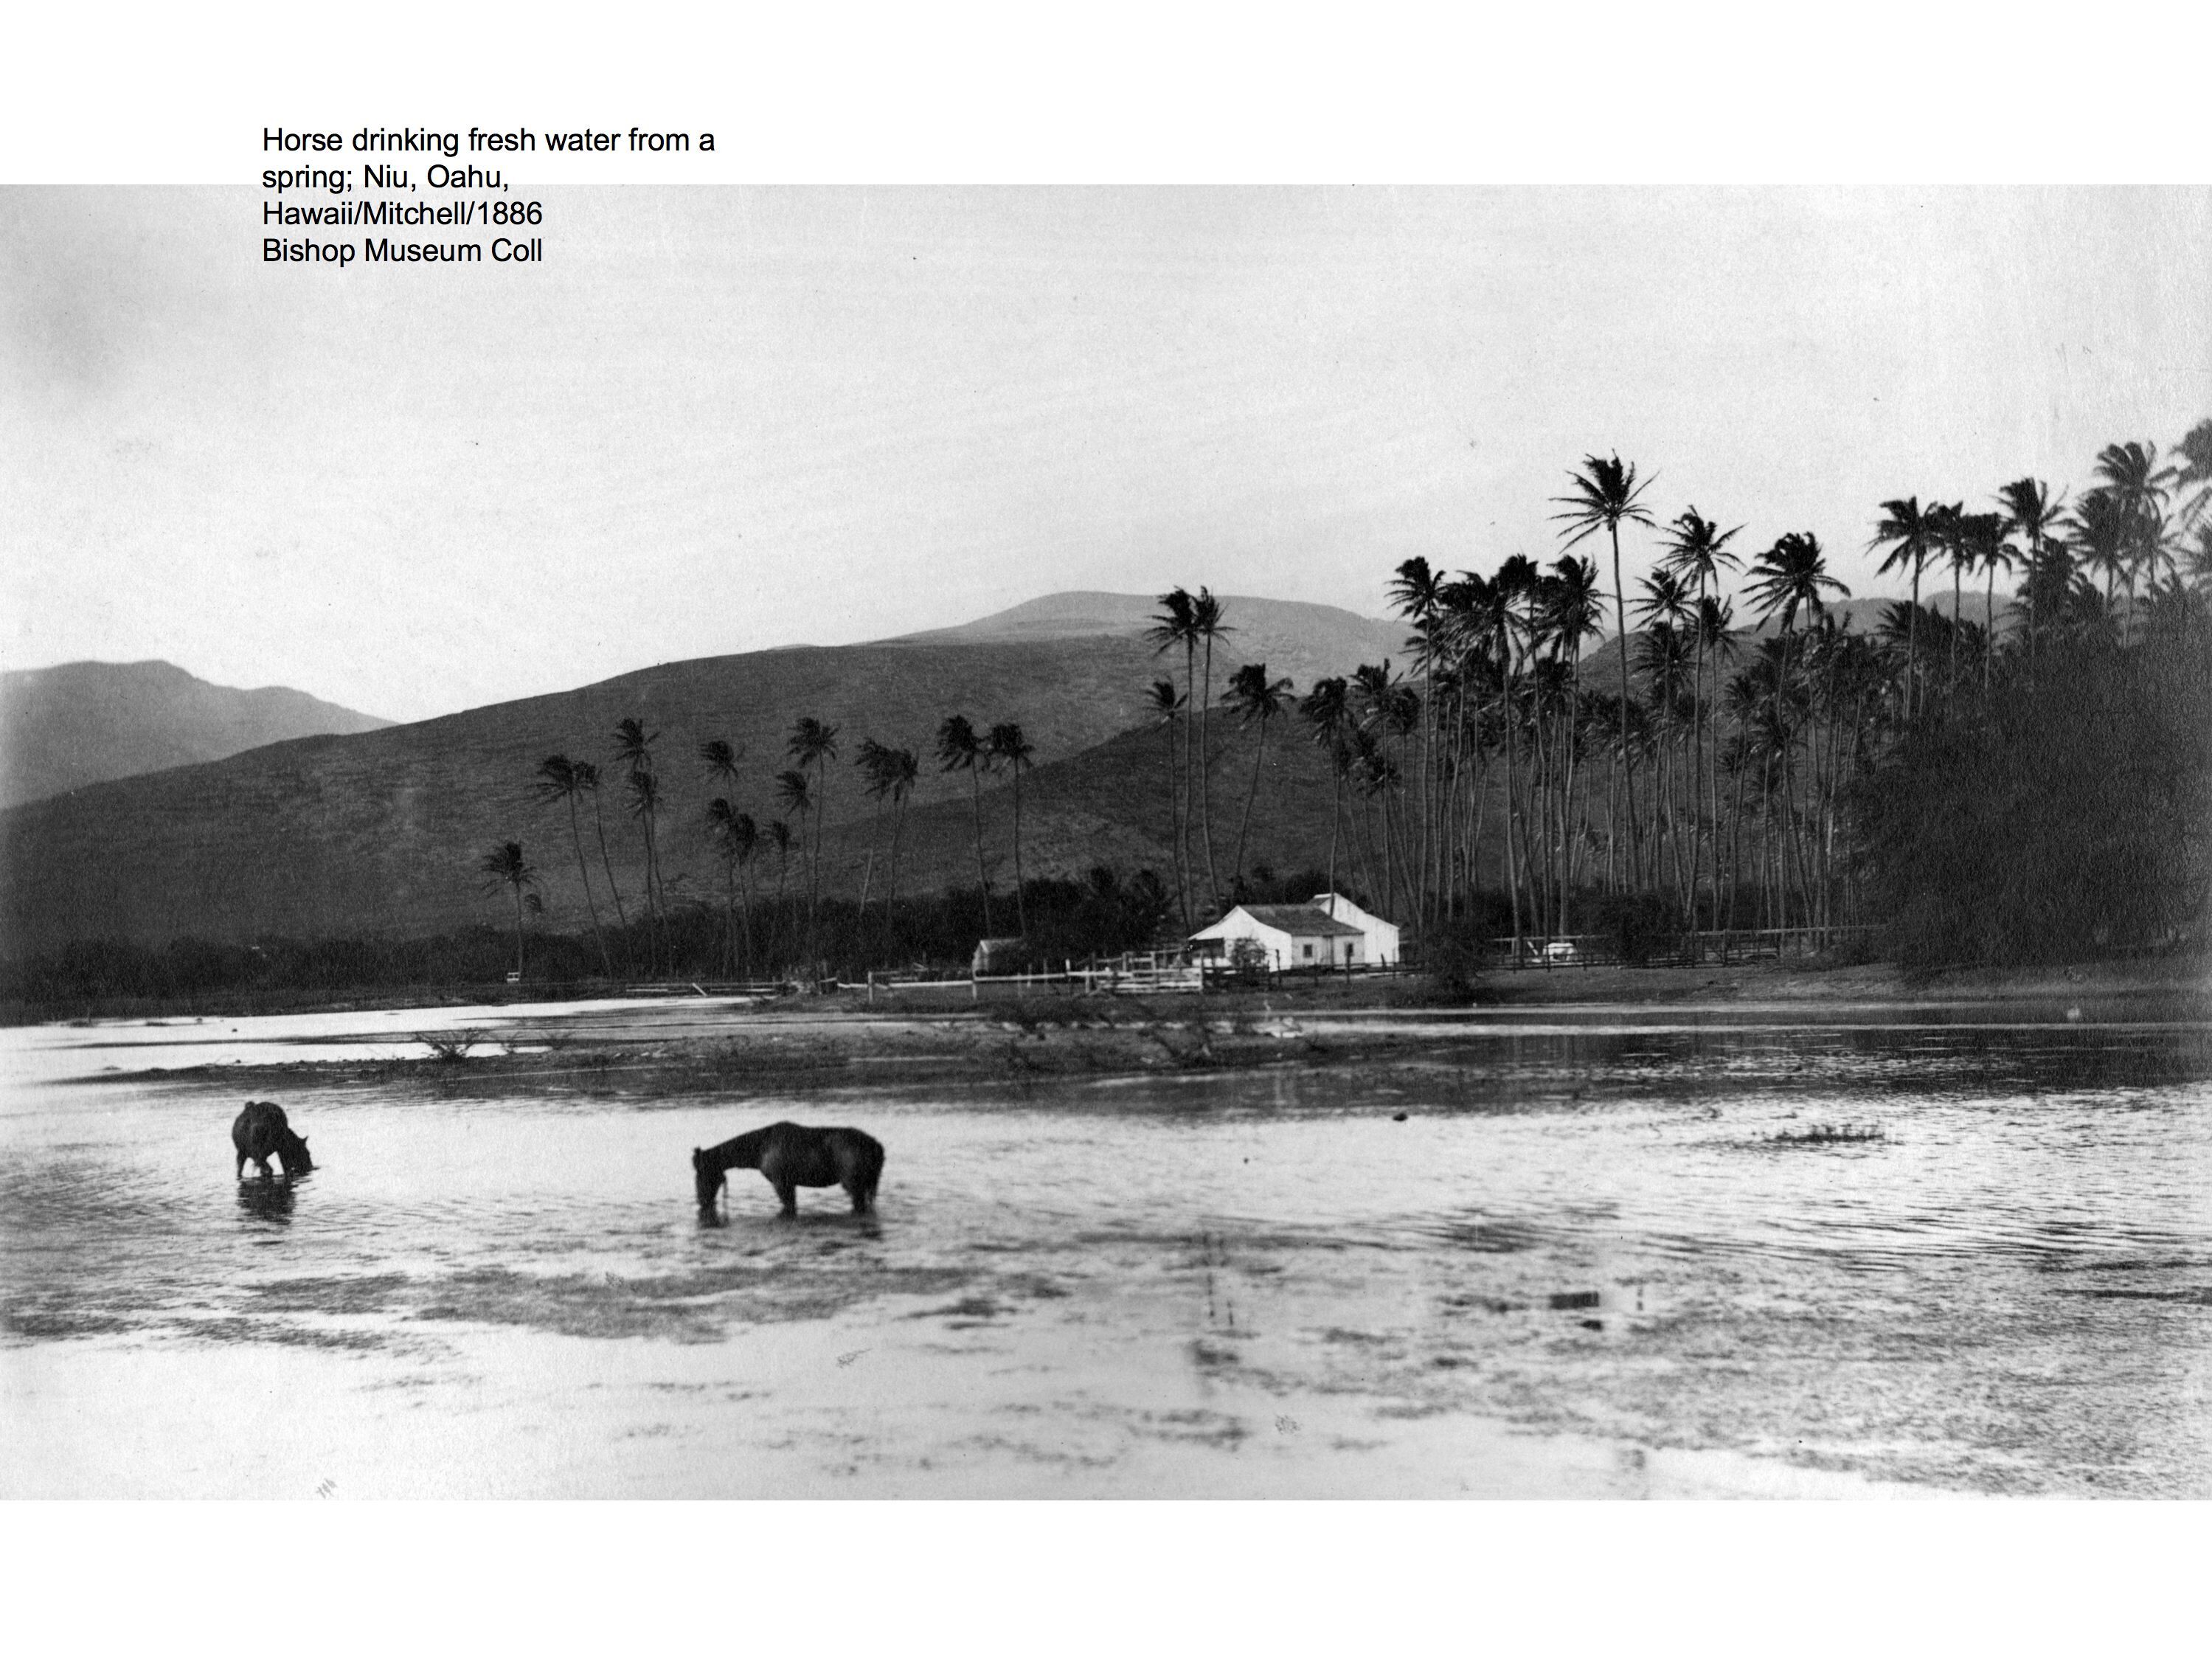 Horse drinking fresh water from a
spring; Niu, Oahu,
Hawaii/Mitchell/1886
Bishop Museum Coll